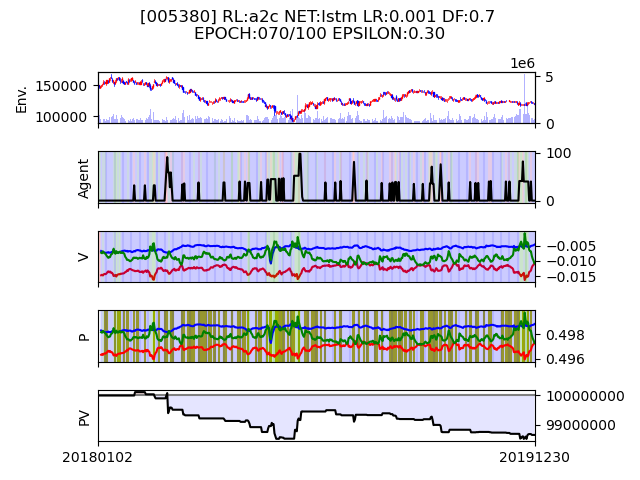 [005380] RL:a2c NET:lstm LR:0.001 DF:0.7
EPOCH:070/100 EPSILON:0.30
1e6
Env.
150000
100000
5
0
Agent
100
0
V
−0.005
−0.010
−0.015
P
0.498
0.496
PV
100000000
99000000
20180102
20191230